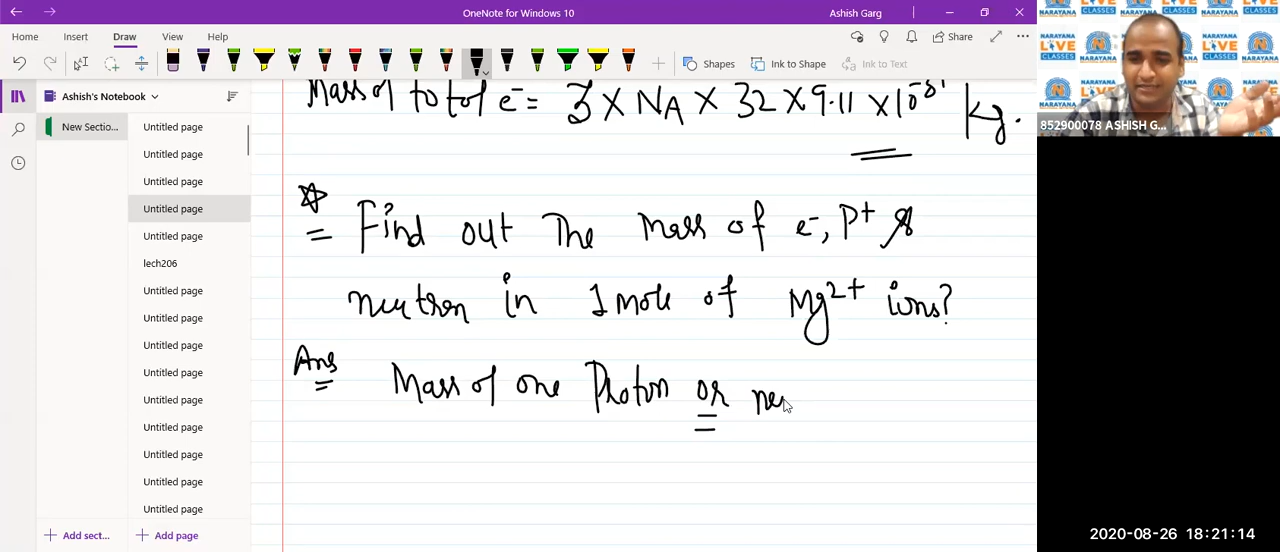 OneNote for Windows 10
Ashish Garg
Home Insert Draw View Help
Share
Shapes
Ink to Shape
Ink to Text
Ashish's Notebook
New Sectio...
Untitled page
Untitled page
Untitled page
Untitled page
Untitled page
lech206
Untitled page
Untitled page
Untitled page
Untitled page
Untitled page
Untitled page
Untitled page
Untitled page
Untitled page
Add sect...
Add page
Mass of total e- = 3 × NA × 32 × 9.11 × 10 Kg.
Find out The Mass of e-, P+ &
neutron in 1 mole of Mg2+ ions?
Ans
Mass of one Proton or ne
NARAYANA
LIVE
CLASSES
852900078 ASHISH G...
2020-08-26 18:21:14